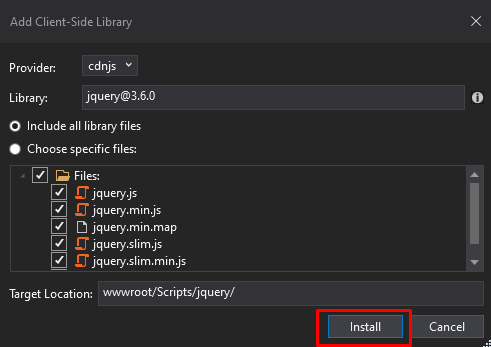 Add Client-Side Library
Provider: cdnjs
Library: jquery@3.6.0
Include all library files
Choose specific files:
Files:
jquery.js
jquery.min.js
jquery.min.map
jquery.slim.js
jquery.slim.min.js
Target Location: wwwroot/Scripts/jquery/
Install Cancel